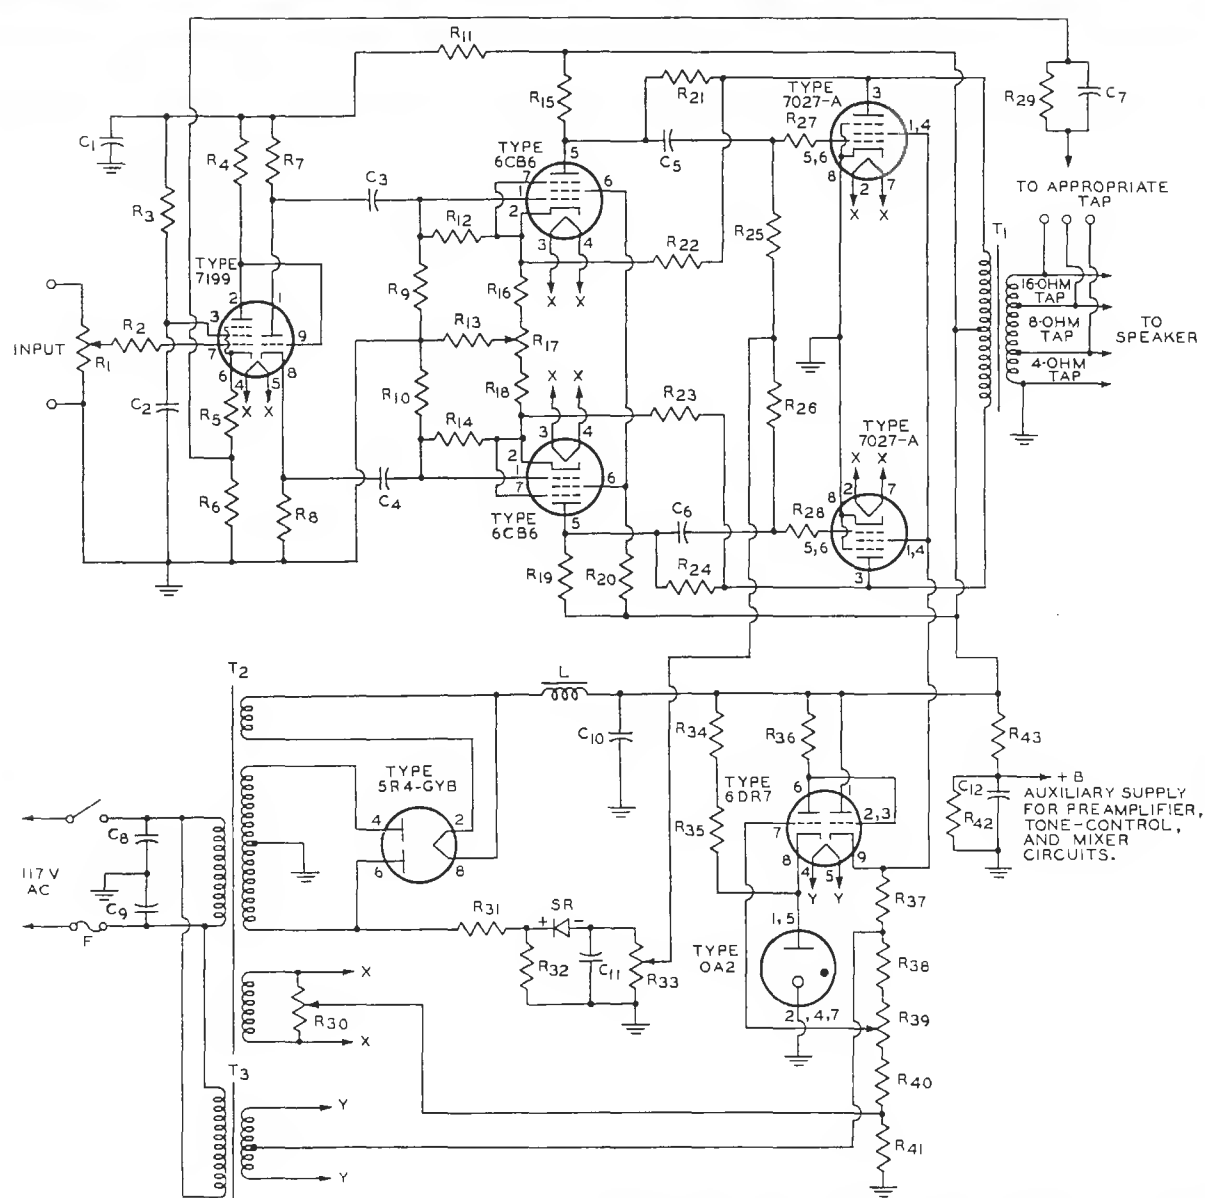 R11
R15
R21
TYPE
7027-A
R29
C7
C1
R4
R7
TYPE
6CB6
C5
R27
3
1,4
5,6
8
2
7
X X
TO APPROPRIATE
TAP
R3
C3
5
7
1
2
6
3
4
X X
R12
R22
R25
T1
TYPE
7199
2
1
3
7
9
6
4
5
8
X X
R9
R16
16-OHM
TAP
8-OHM
TAP
4-OHM
TAP
TO
SPEAKER
INPUT
R1
R2
R13
R17
R5
C2
R10
R18
X X
R14
R23
R26
TYPE
7027-A
X X
3
4
2
1
7
6
5
8
2
7
R6
R8
C4
TYPE
6CB6
C6
R28
5,6
1,4
3
R19
R20
R24
T2
L
C10
R34
R36
R43
TYPE
5R4-GYB
TYPE
6DR7
6
1
7
2,3
8
4
5
9
Y Y
C12
R42
+B
AUXILIARY SUPPLY
FOR PREAMPLIFIER,
TONE-CONTROL,
AND MIXER
CIRCUITS.
4
2
6
8
R35
117 V
AC
C8
C9
F
R31
+
SR
-
R32
C11
R33
1,5
TYPE
OA2
2,4,7
R37
R38
R39
X
R30
X
R40
T3
Y
Y
R41